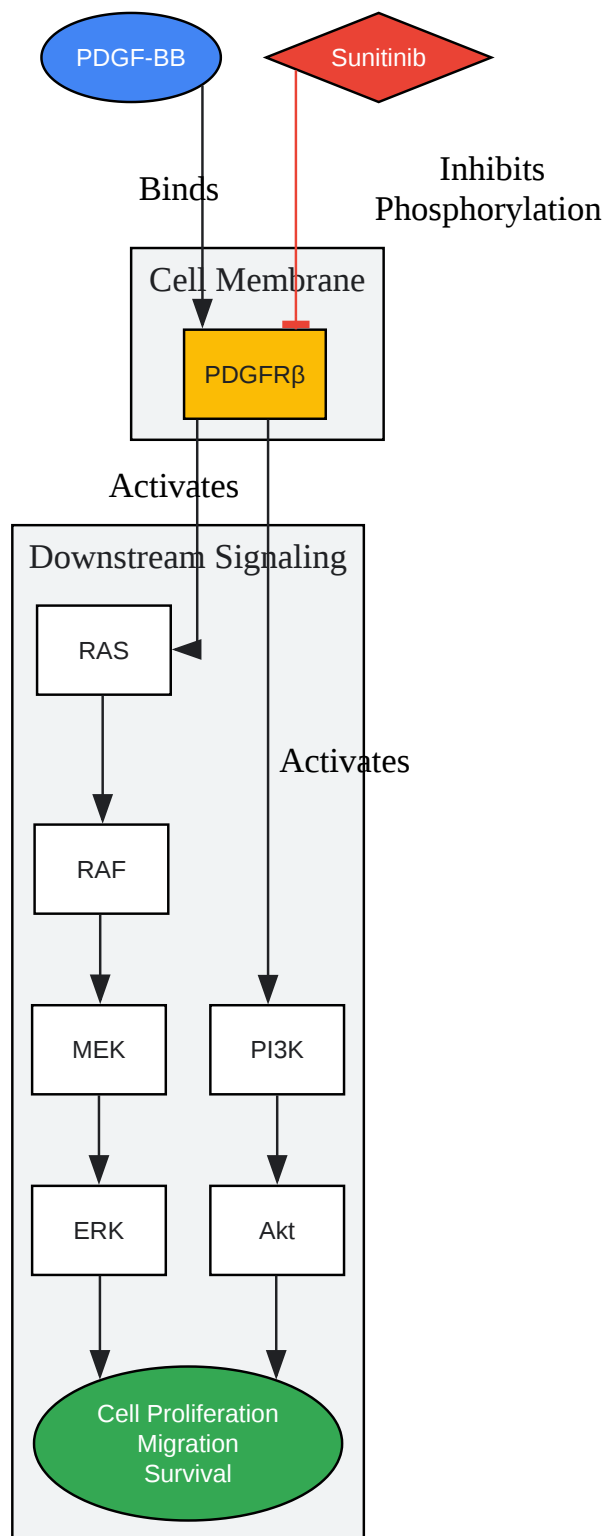 PDGF-BB
Sunitinib
Binds
Inhibits
Phosphorylation
Cell Membrane
PDGFRβ
Activates
Downstream Signaling
RAS
Activates
RAF
MEK
PI3K
ERK
Akt
Cell Proliferation
Migration
Survival